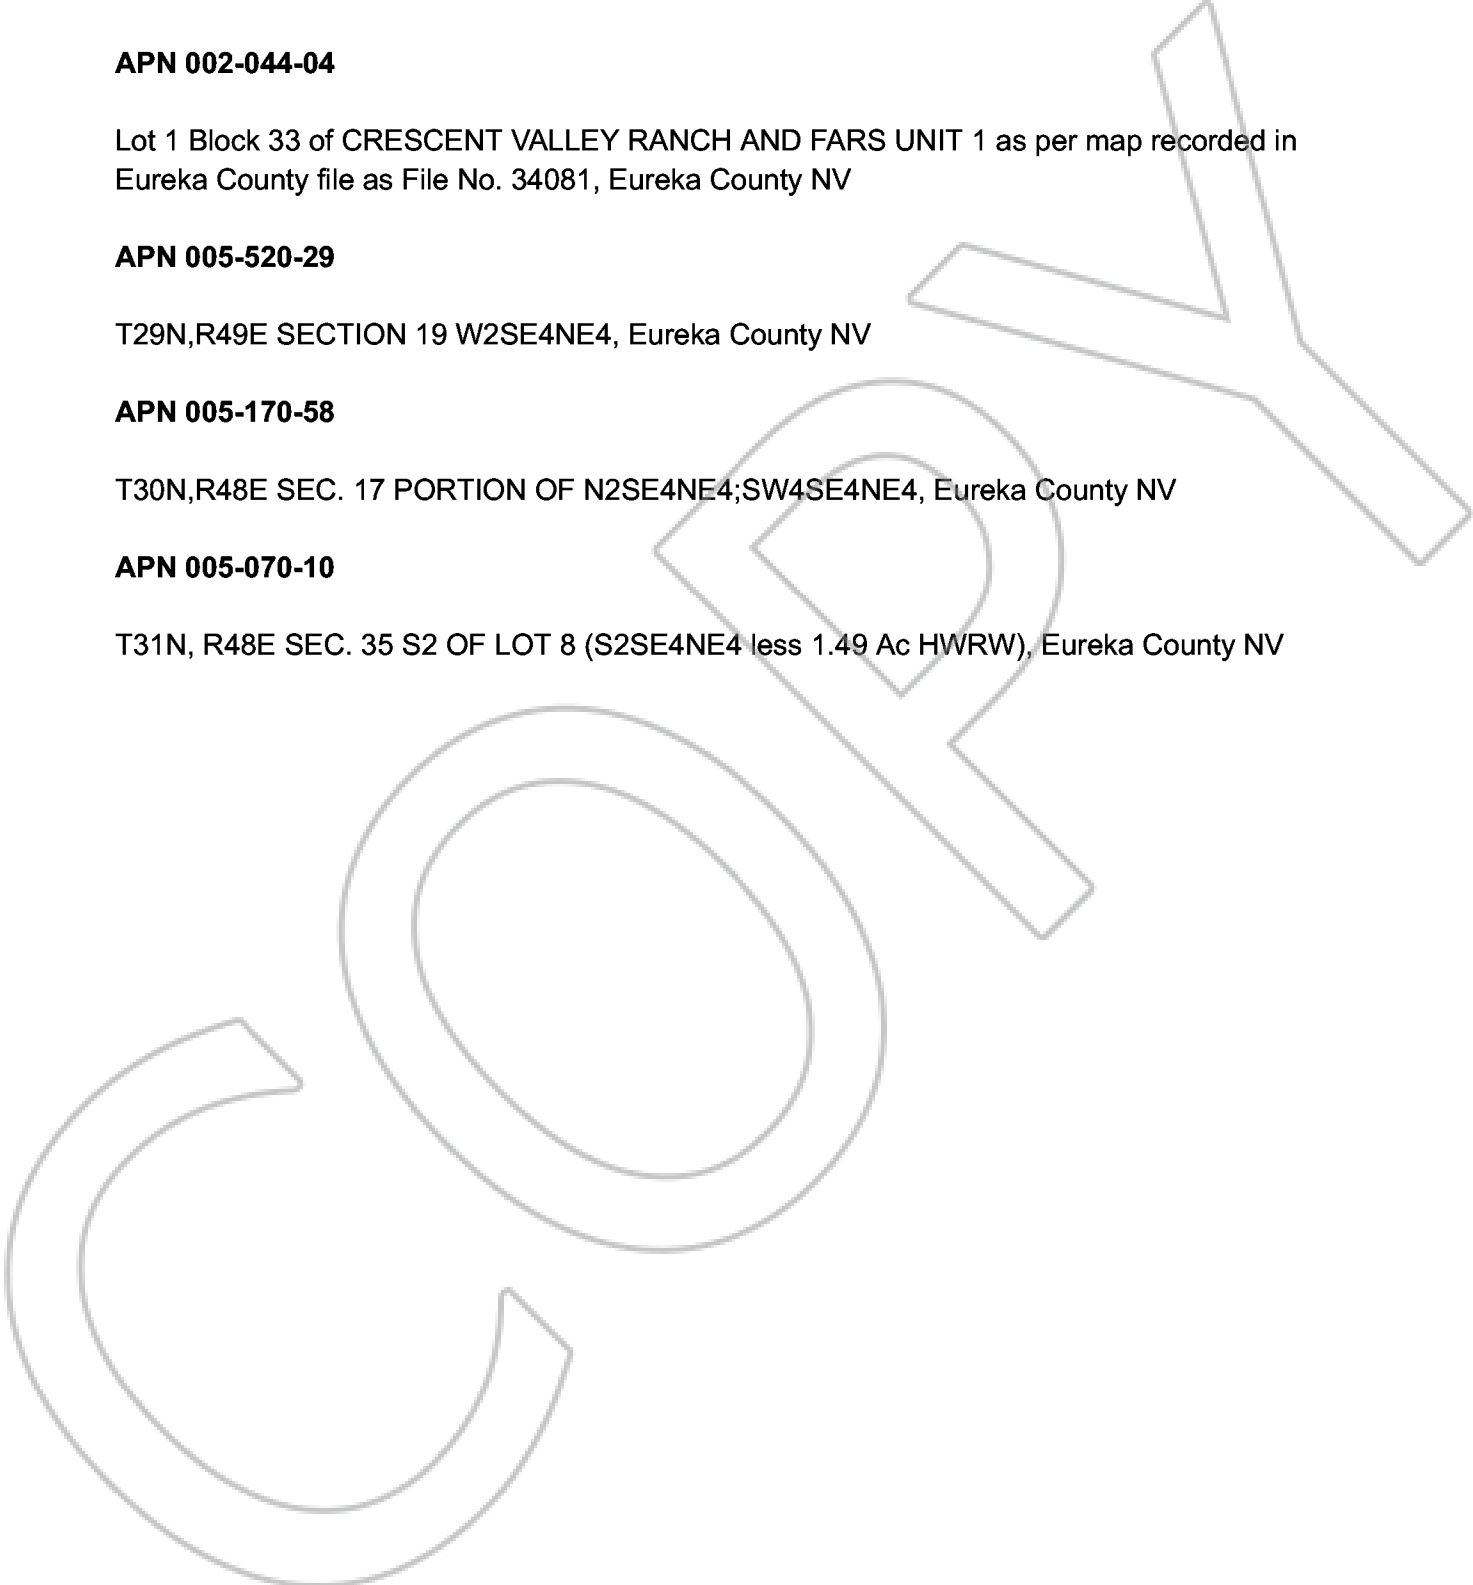 APN 002-044-04
Lot 1 Block 33 of CRESCENT VALLEY RANCH AND FARS UNIT 1 as per map recorded in
Eureka County file as File No. 34081, Eureka County NV
APN 005-520-29
T29N,R49E SECTION 19 W2SE4NE4, Eureka County NV
APN 005-170-58
T30N,R48E SEC. 17 PORTION OF N2SE4NE4;SW4SE4NE4, Eureka County NV
APN 005-070-10
T31N, R48E SEC. 35 S2 OF LOT 8 (S2SE4NE4 less 1.49 Ac HWRW), Eureka County NV
COPY